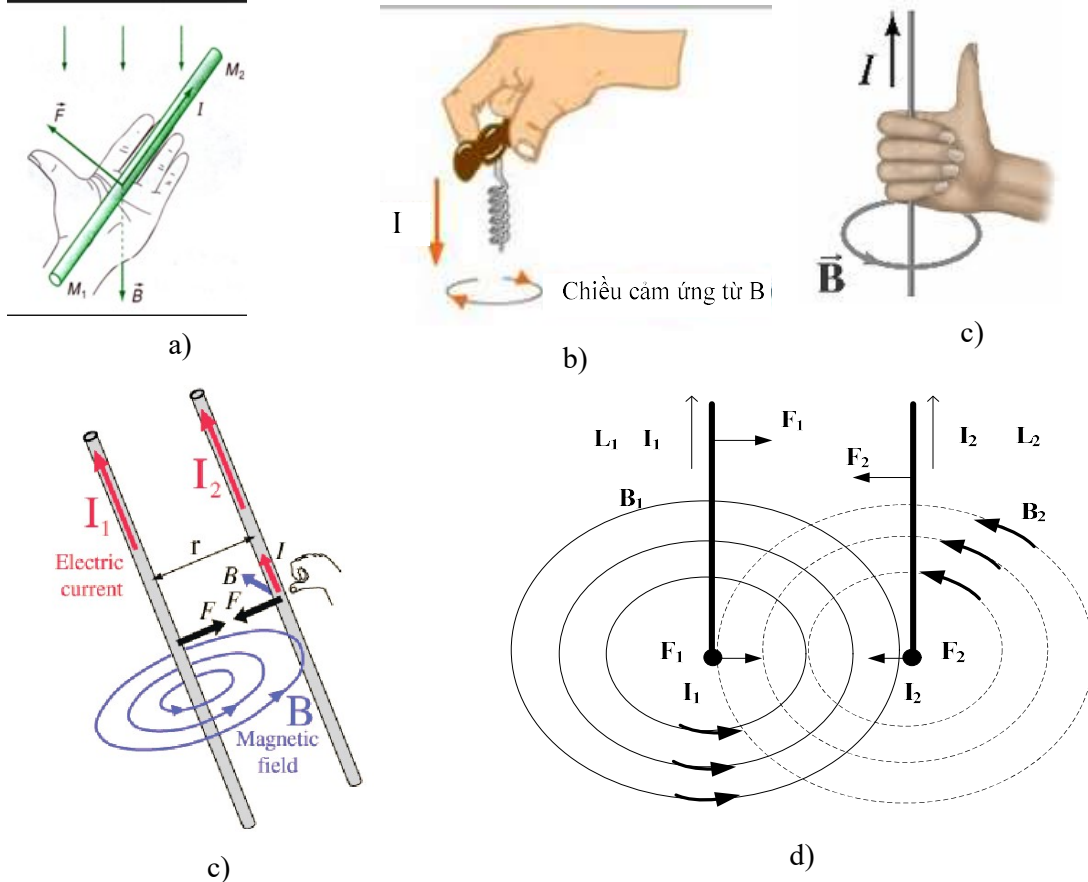 M₂
I
F⃗
M₁
B⃗
a)
I
Chiều cảm ứng từ B
b)
I
B⃗
c)
I₁
I₂
Electric
current
r
I
B
F
F
B
Magnetic
field
c)
L₁ I₁
F₁
I₂ L₂
F₂
B₁
B₂
F₁
F₂
I₁
I₂
d)